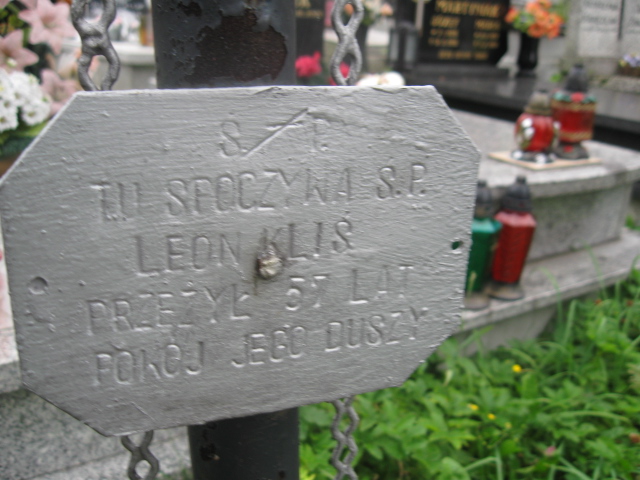 Ś. P.
TU SPOCZYWA Ś.P.
LEON KLIŚ
PRZEŻYŁ 57 LAT
POKÓJ JEGO DUSZY